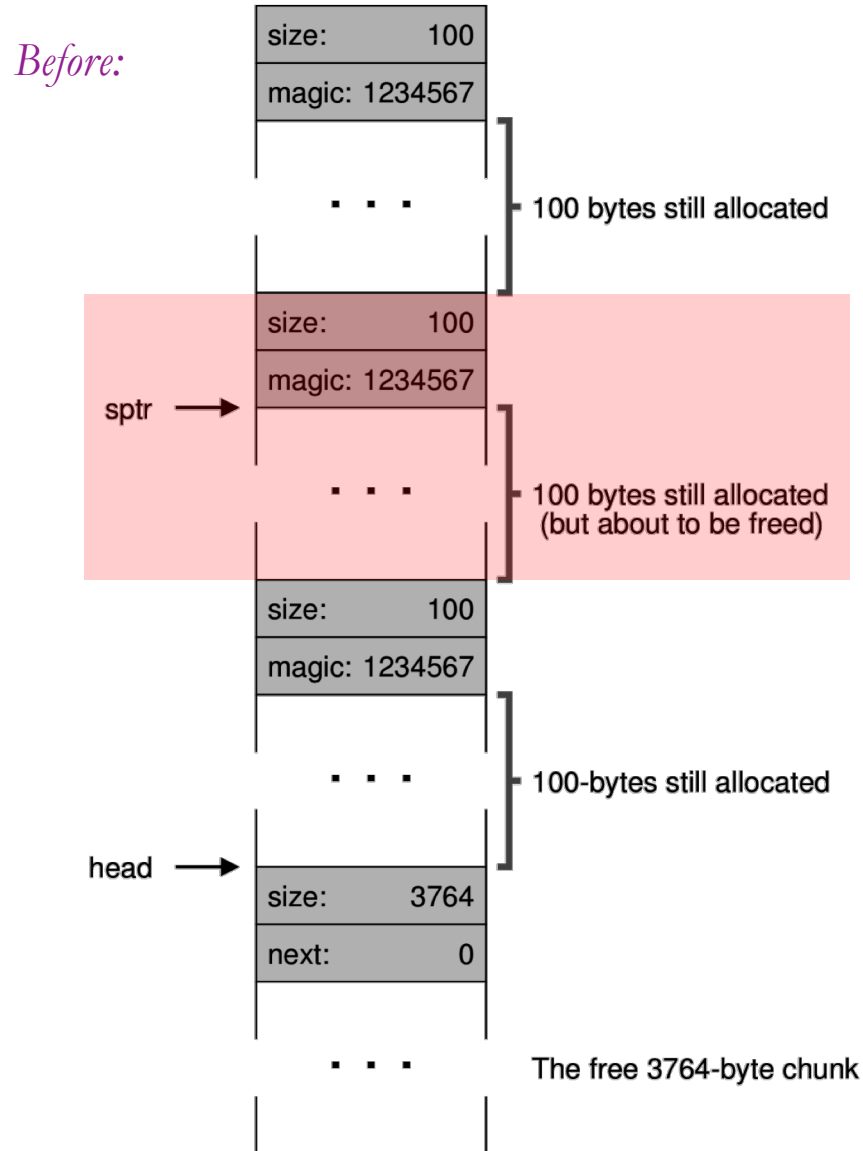 Before:
size: 100
magic: 1234567
. . .
100 bytes still allocated
size: 100
magic: 1234567
sptr
. . .
100 bytes still allocated
(but about to be freed)
size: 100
magic: 1234567
. . .
100-bytes still allocated
head
size: 3764
next: 0
. . .
The free 3764-byte chunk